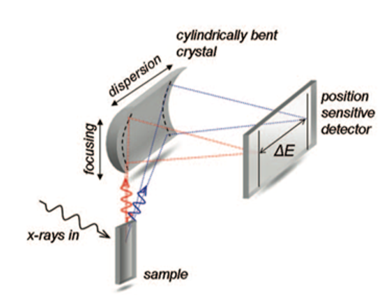 cylindrically bent
crystal
dispersion
focusing
position
sensitive
detector
ΔE
x-rays in
sample